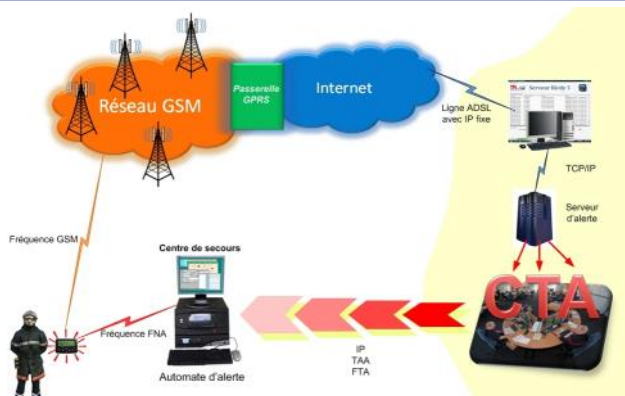 Réseau GSM
Passerelle
GPRS
Internet
Ligne ADSL
avec IP fixe
TCP/IP
Serveur
d'alerte
Fréquence GSM
Centre de secours
CTA
Fréquence FNA
IP
TAA
FTA
Automate d'alerte